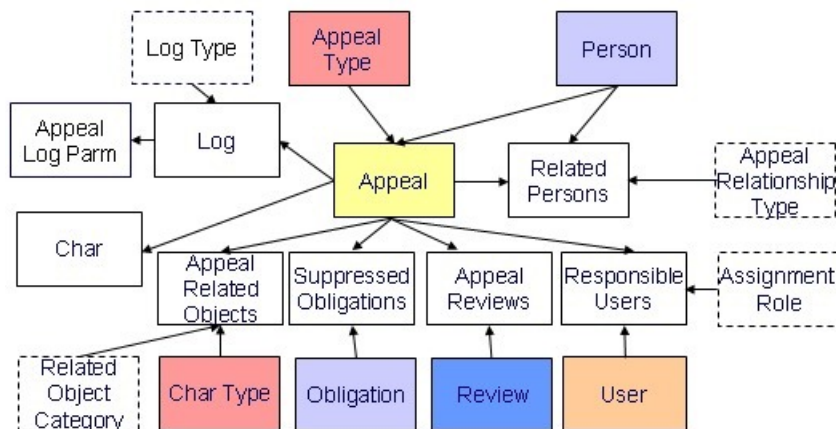 Log Type
Appeal
Type
Person
Appeal
Log Parm
Log
Appeal
Related
Persons
Appeal
Relationship
Type
Char
Appeal
Related
Objects
Suppressed
Obligations
Appeal
Reviews
Responsible
Users
Assignment
Role
Related
Object
Category
Char Type
Obligation
Review
User